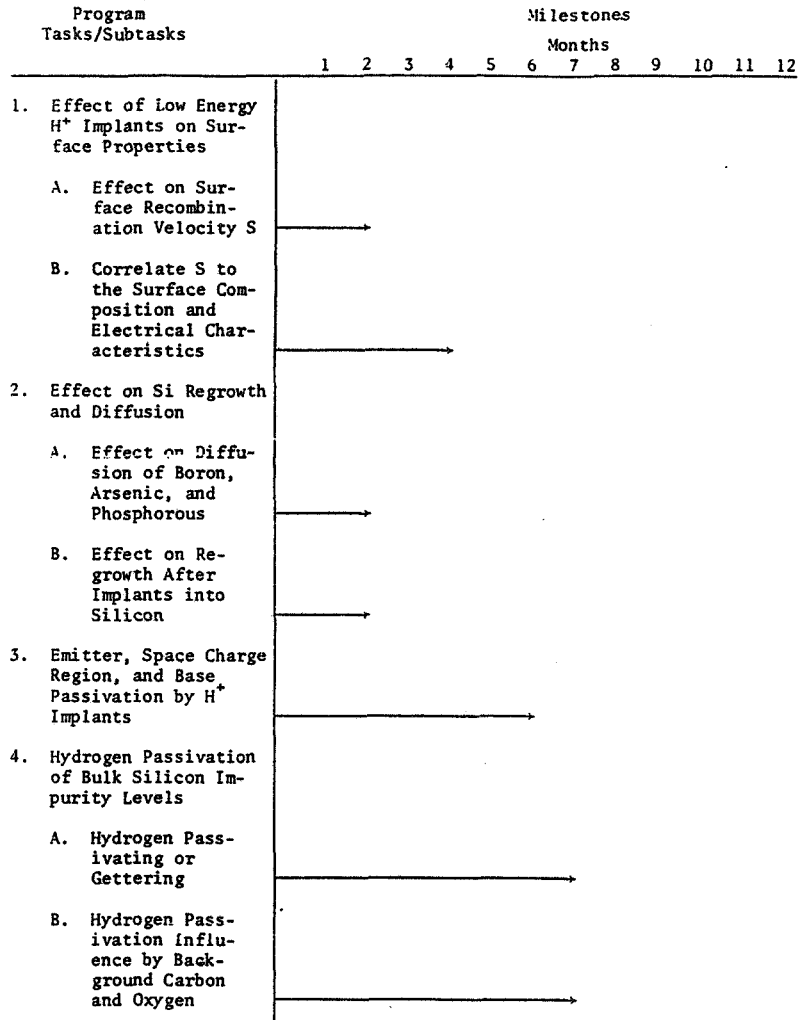 Program
Tasks/Subtasks
Milestones
Months
1 2 3 4 5 6 7 8 9 10 11 12
1. Effect of Low Energy
H+ Implants on Sur-
face Properties
A. Effect on Sur-
face Recombin-
ation Velocity S
B. Correlate S to
the Surface Com-
position and
Electrical Char-
acteristics
2. Effect on Si Regrowth
and Diffusion
A. Effect on Diffu-
sion of Boron,
Arsenic, and
Phosphorous
B. Effect on Re-
growth After
Implants into
Silicon
3. Emitter, Space Charge
Region, and Base
Passivation by H+
Implants
4. Hydrogen Passivation
of Bulk Silicon Im-
purity Levels
A. Hydrogen Pass-
ivating or
Gettering
B. Hydrogen Pass-
ivation Influ-
ence by Back-
ground Carbon
and Oxygen